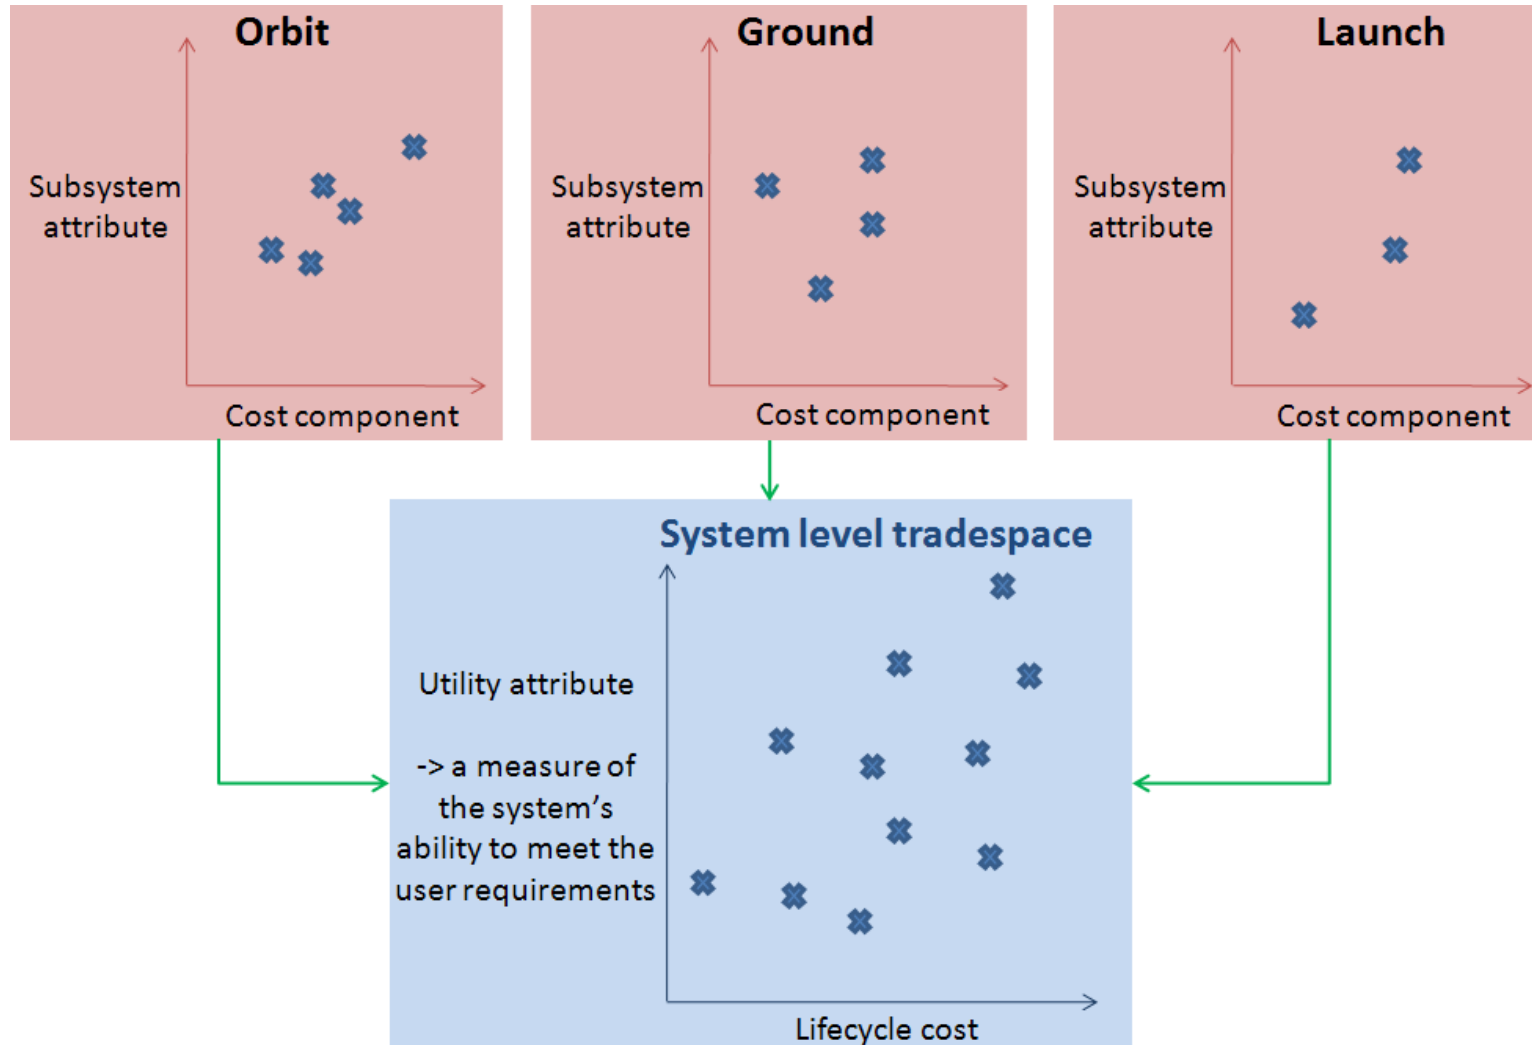 Orbit
Subsystem
attribute
Cost component
Ground
Subsystem
attribute
Cost component
Launch
Subsystem
attribute
Cost component
System level tradespace
Utility attribute
-> a measure of
the system’s
ability to meet the
user requirements
Lifecycle cost